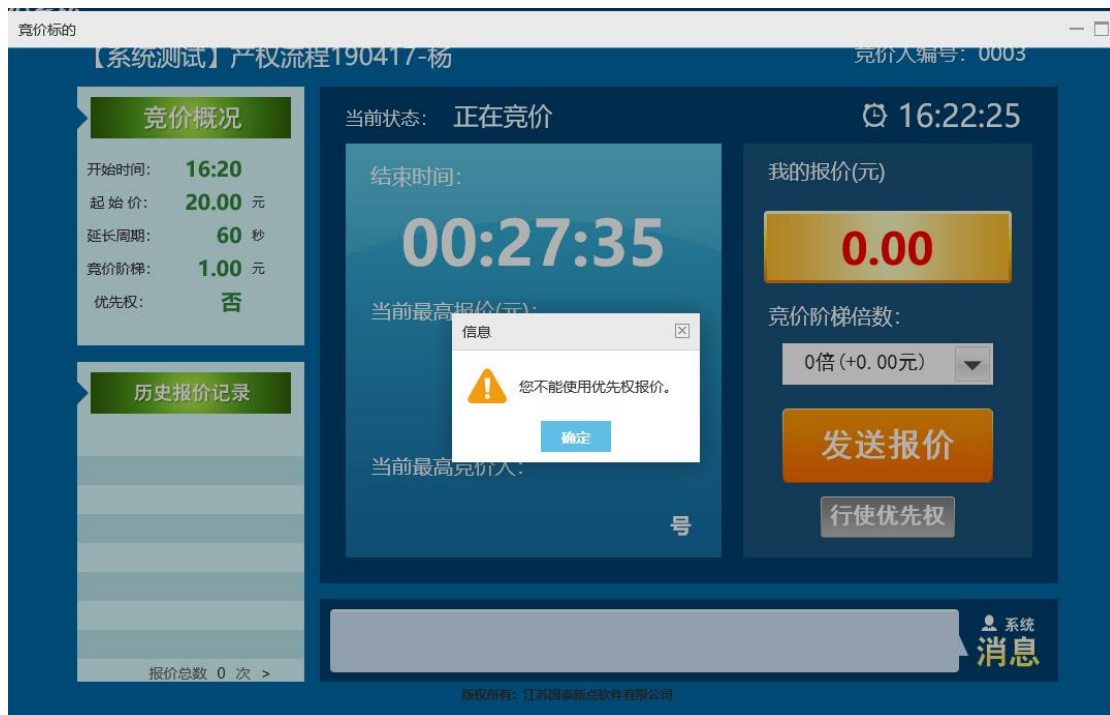 竞价标的
【系统测试】产权流程190417-杨
竞价人编号：0003
竞价概况
开始时间： 16:20
起 始 价： 20.00 元
延长周期： 60 秒
竞价阶梯： 1.00 元
优先权： 否
历史报价记录
报价总数 0 次 >
当前状态： 正在竞价
16:22:25
结束时间：
00:27:35
当前最高报价(元)：
当前最高竞价人：
号
信息
您不能使用优先权报价。
确定
我的报价(元)
0.00
竞价阶梯倍数：
0倍(+0.00元)
发送报价
行使优先权
系统
消息
版权所有：江苏国泰新点软件有限公司